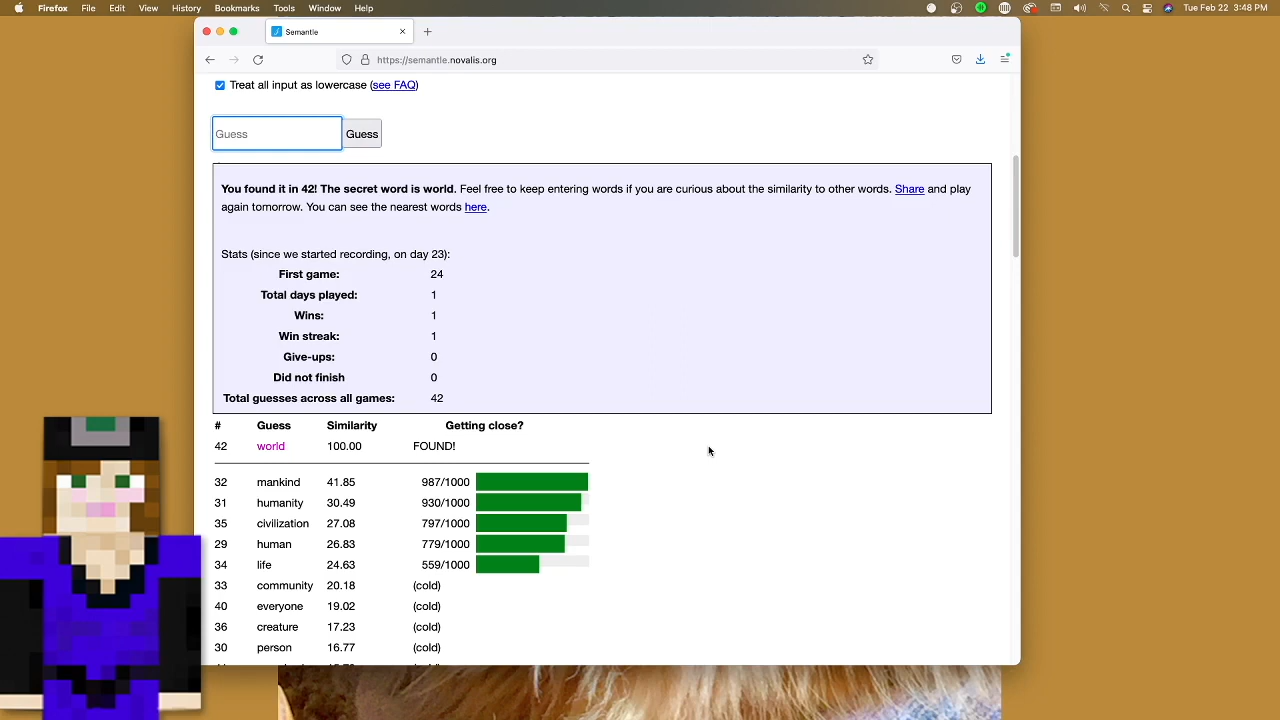 Firefox File Edit View History Bookmarks Tools Window Help Tue Feb 22 3:48 PM
Semantle
https://semantle.novalis.org
Treat all input as lowercase (see FAQ)
Guess Guess
You found it in 42! The secret word is world. Feel free to keep entering words if you are curious about the similarity to other words. Share and play
again tomorrow. You can see the nearest words here.
Stats (since we started recording, on day 23):
First game: 24
Total days played: 1
Wins: 1
Win streak: 1
Give-ups: 0
Did not finish 0
Total guesses across all games: 42
# Guess Similarity Getting close?
42 world 100.00 FOUND!
32 mankind 41.85 987/1000
31 humanity 30.49 930/1000
35 civilization 27.08 797/1000
29 human 26.83 779/1000
34 life 24.63 559/1000
33 community 20.18 (cold)
40 everyone 19.02 (cold)
36 creature 17.23 (cold)
30 person 16.77 (cold)